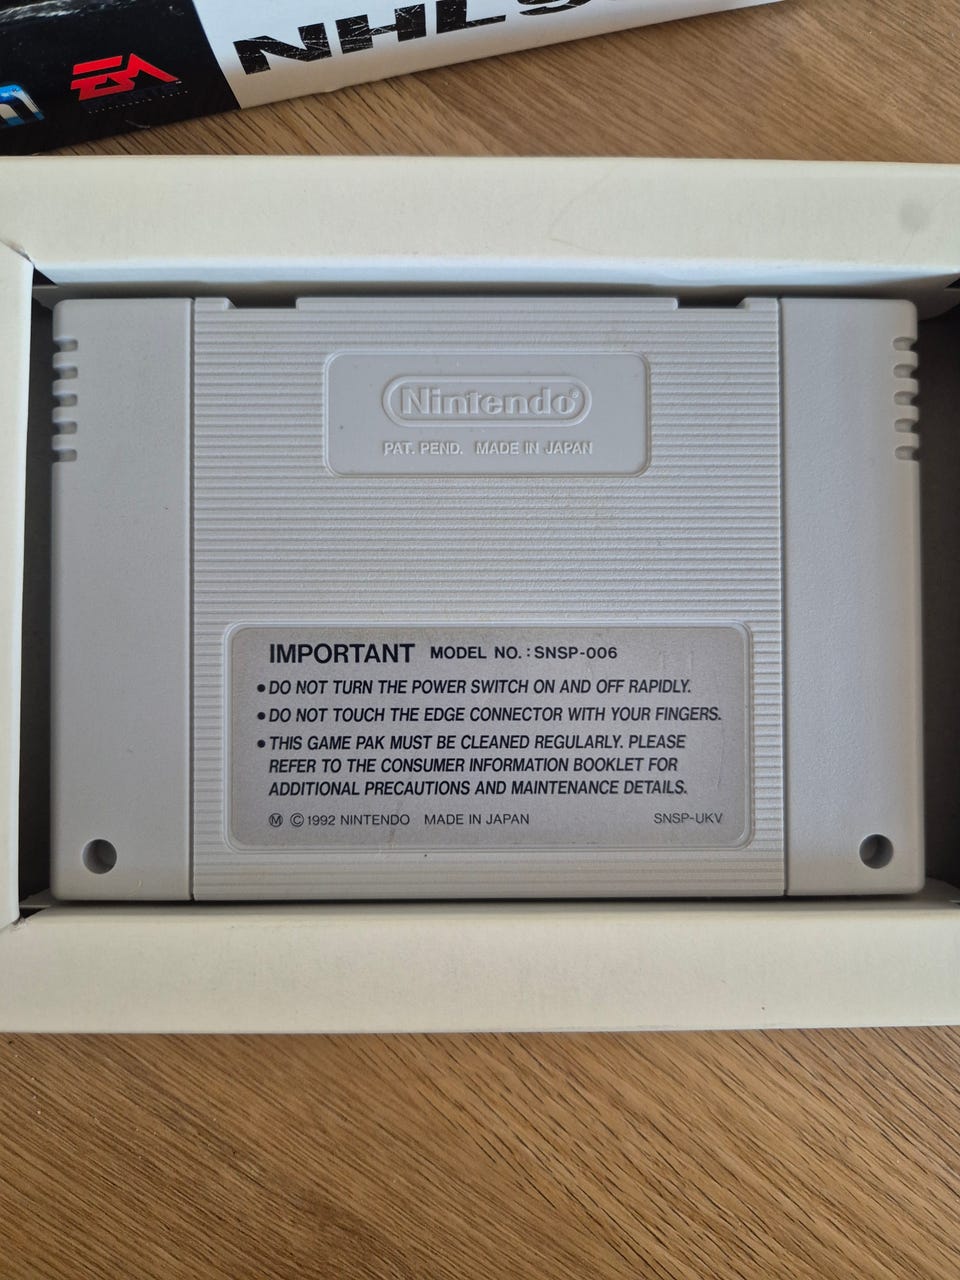 EA
NHL
Nintendo®
PAT. PEND. MADE IN JAPAN
IMPORTANT MODEL NO. : SNSP-006
• DO NOT TURN THE POWER SWITCH ON AND OFF RAPIDLY.
• DO NOT TOUCH THE EDGE CONNECTOR WITH YOUR FINGERS.
• THIS GAME PAK MUST BE CLEANED REGULARLY. PLEASE
REFER TO THE CONSUMER INFORMATION BOOKLET FOR
ADDITIONAL PRECAUTIONS AND MAINTENANCE DETAILS.
Ⓜ © 1992 NINTENDO MADE IN JAPAN SNSP-UKV